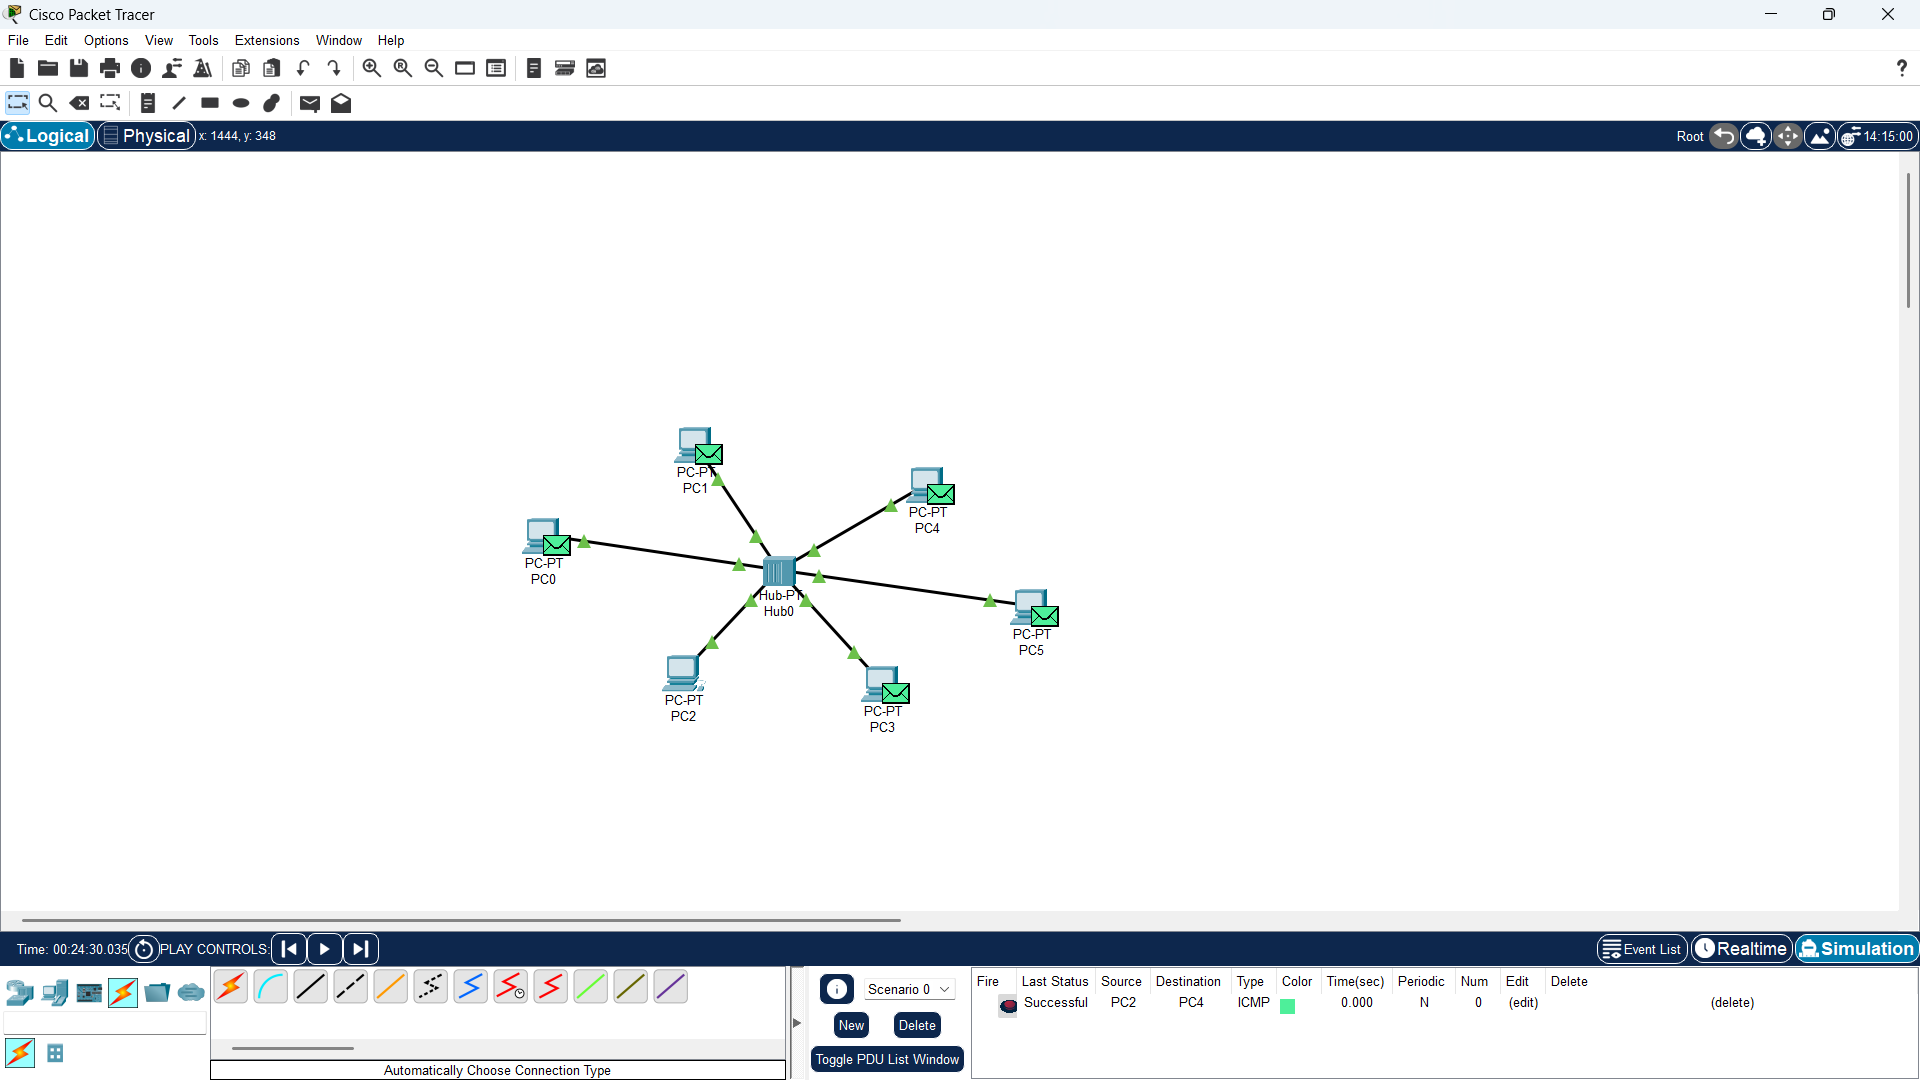 Cisco Packet Tracer
File Edit Options View Tools Extensions Window Help
Logical Physical x: 1444, y: 348 Root 14:15:00
PC-PT
PC1
PC-PT
PC4
PC-PT
PC0
Hub-PT
Hub0
PC-PT
PC5
PC-PT
PC2
PC-PT
PC3
Time: 00:24:30.035 PLAY CONTROLS: Event List Realtime Simulation
Scenario 0
New Delete
Toggle PDU List Window
Fire Last Status Source Destination Type Color Time(sec) Periodic Num Edit Delete
Successful PC2 PC4 ICMP 0.000 N 0 (edit) (delete)
Automatically Choose Connection Type